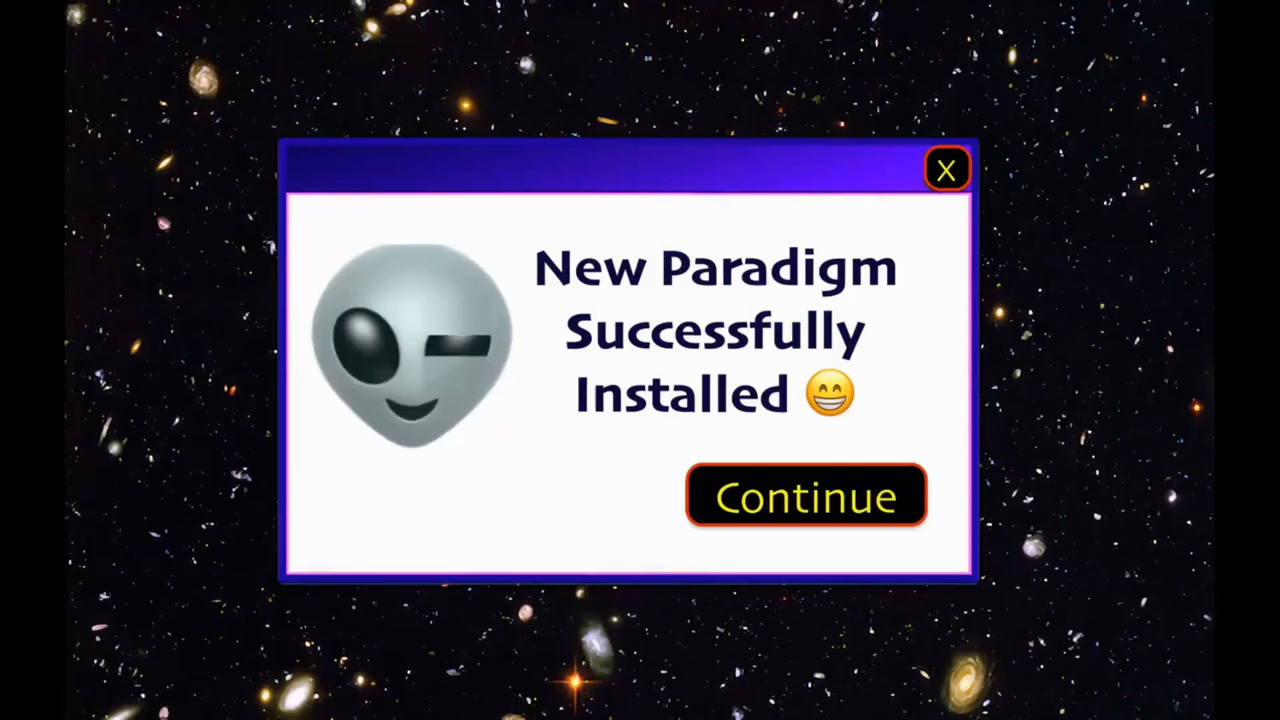 X
New Paradigm
Successfully
Installed 😁
Continue